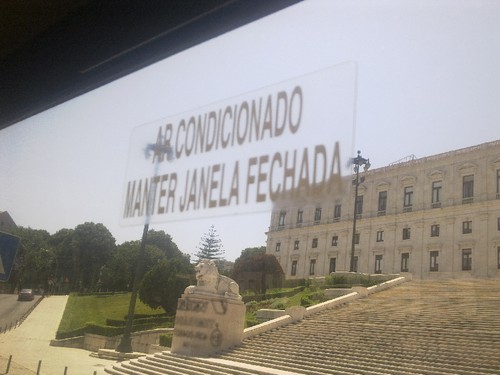 AR CONDICIONADO
MANTER JANELA FECHADA